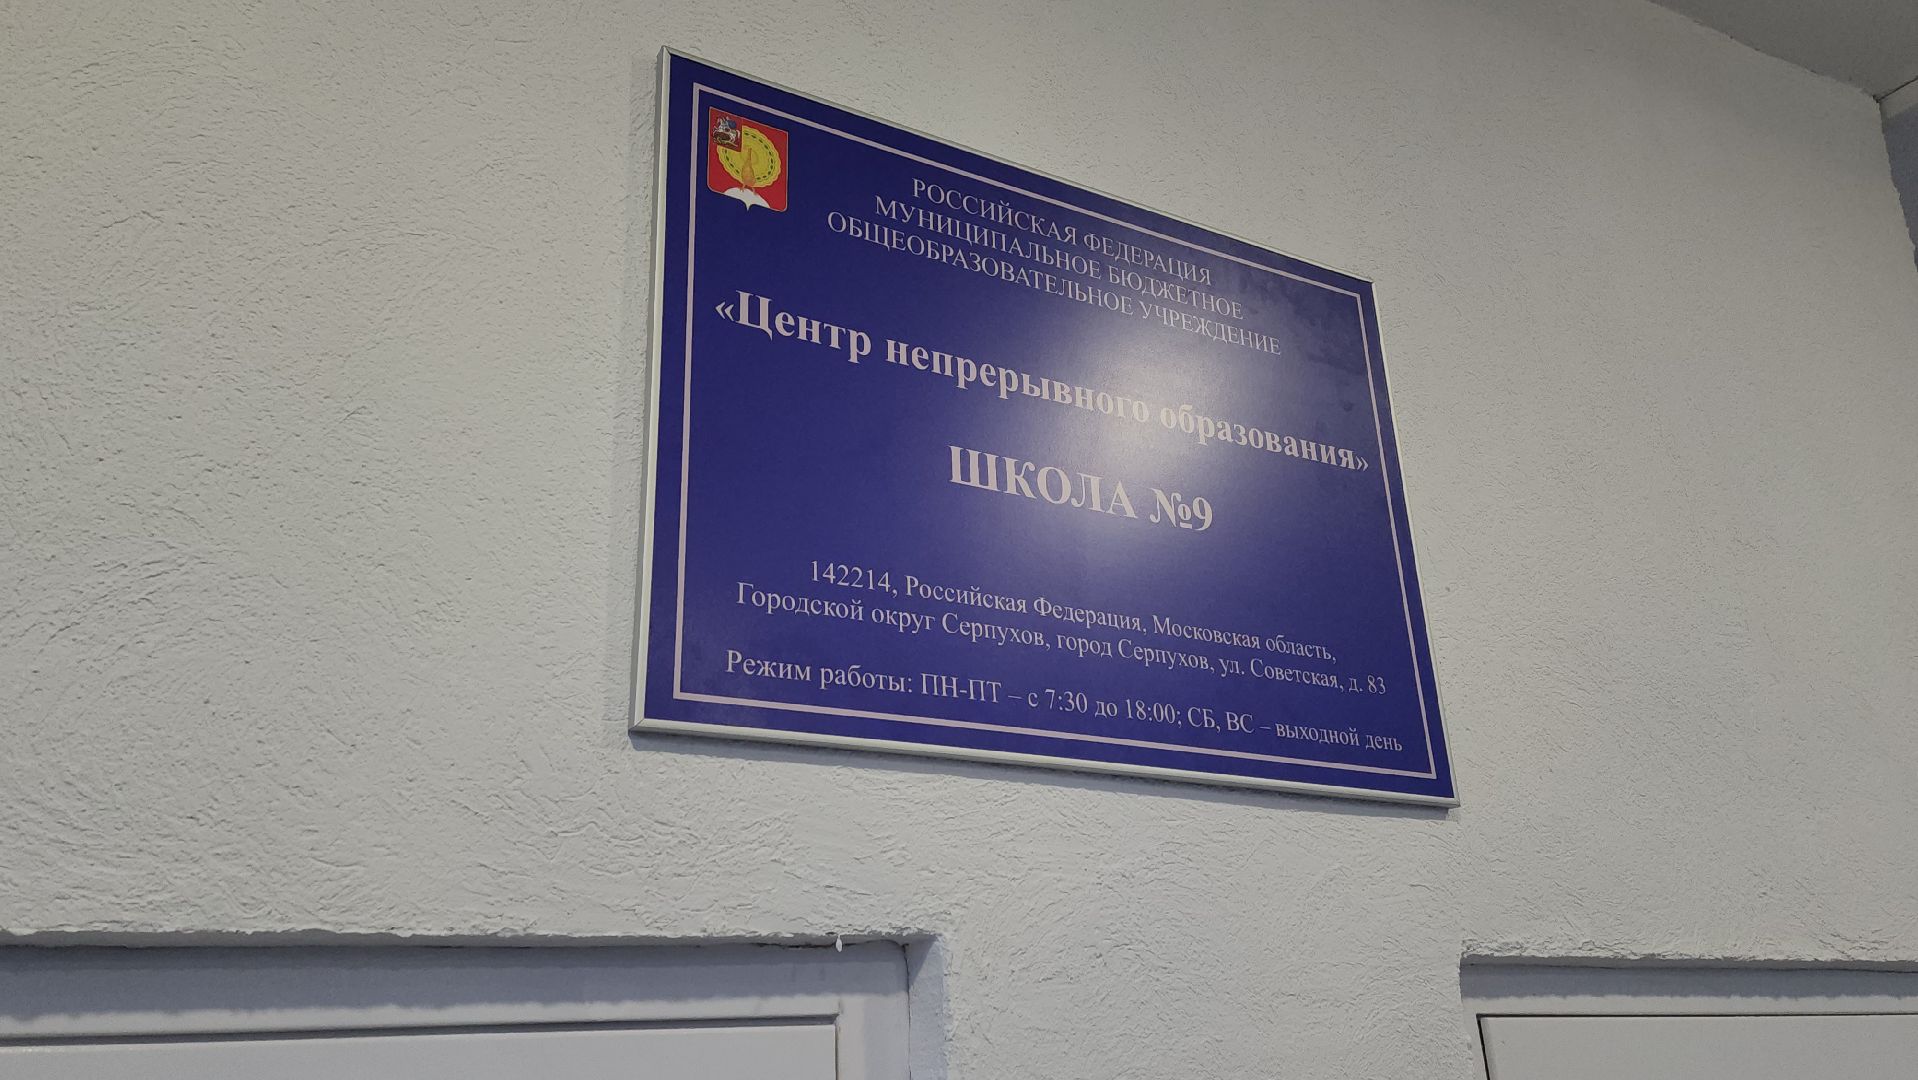 РОССИЙСКАЯ ФЕДЕРАЦИЯ
МУНИЦИПАЛЬНОЕ БЮДЖЕТНОЕ
ОБЩЕОБРАЗОВАТЕЛЬНОЕ УЧРЕЖДЕНИЕ
«Центр непрерывного образования»
ШКОЛА №9
142214, Российская Федерация, Московская область,
Городской округ Серпухов, город Серпухов, ул. Советская, д. 83
Режим работы: ПН-ПТ – с 7:30 до 18:00; СБ, ВС – выходной день